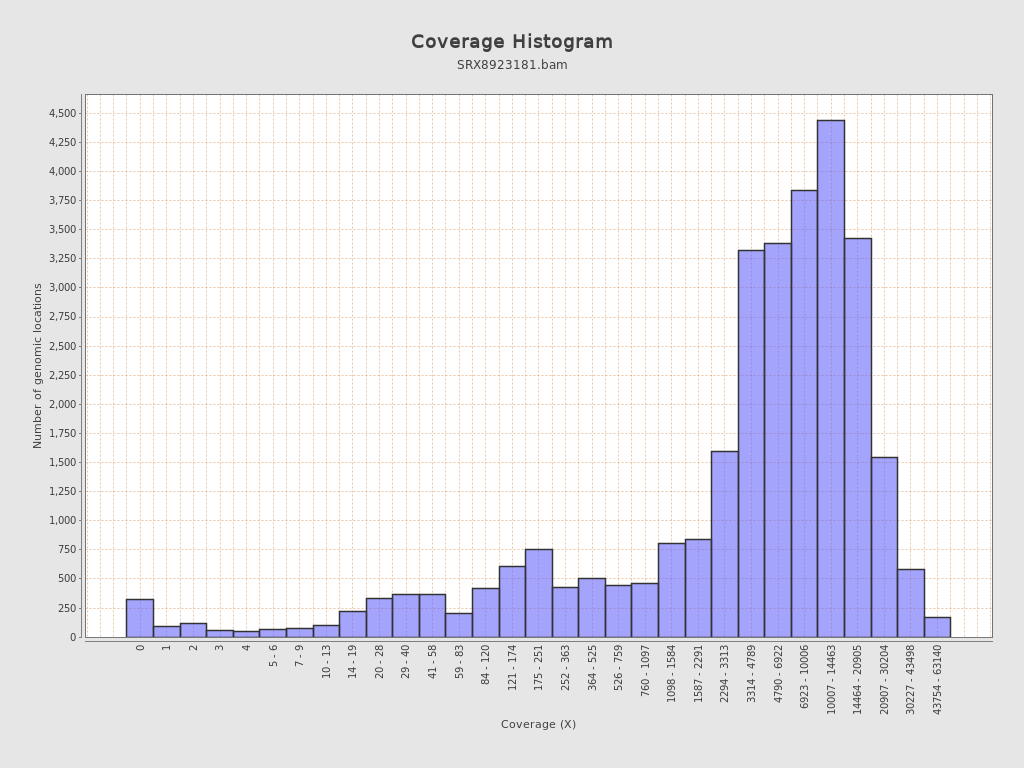 Coverage Histogram
SRX8923181.bam
Number of genomic locations
4,500
4,250
4,000
3,750
3,500
3,250
3,000
2,750
2,500
2,250
2,000
1,750
1,500
1,250
1,000
750
500
250
0
0
1
2
3
4
5 - 6
7 - 9
10 - 13
14 - 19
20 - 28
29 - 40
41 - 58
59 - 83
84 - 120
121 - 174
175 - 251
252 - 363
364 - 525
526 - 759
760 - 1097
1098 - 1584
1587 - 2291
2294 - 3313
3314 - 4789
4790 - 6922
6923 - 10006
10007 - 14463
14464 - 20905
20907 - 30204
30227 - 43498
43754 - 63140
Coverage (X)